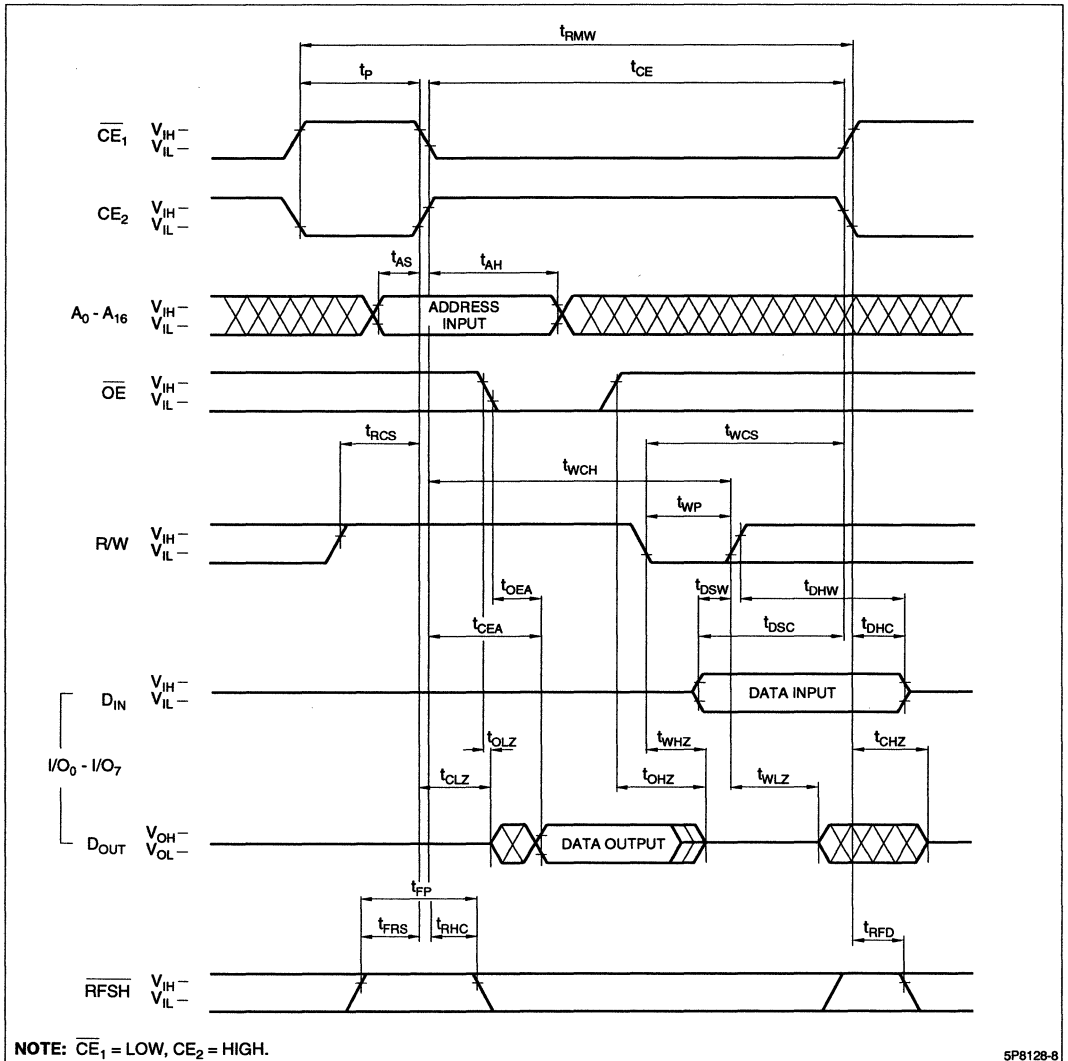 tRMW
tP
tCE
CE1
VIH
VIL
CE2
VIH
VIL
tAS
tAH
A0 - A16
VIH
VIL
ADDRESS
INPUT
OE
VIH
VIL
tRCS
tWCS
tWCH
tWP
R/W
VIH
VIL
tOEA
tDSW
tDHW
tCEA
tDSC
tDHC
DIN
VIH
VIL
DATA INPUT
tOLZ
tWHZ
tCHZ
I/O0 - I/O7
tCLZ
tOHZ
tWLZ
DOUT
VOH
VOL
DATA OUTPUT
tFP
tFRS
tRHC
tRFD
RFSH
VIH
VIL
NOTE: CE1 = LOW, CE2 = HIGH.
5P8128-8